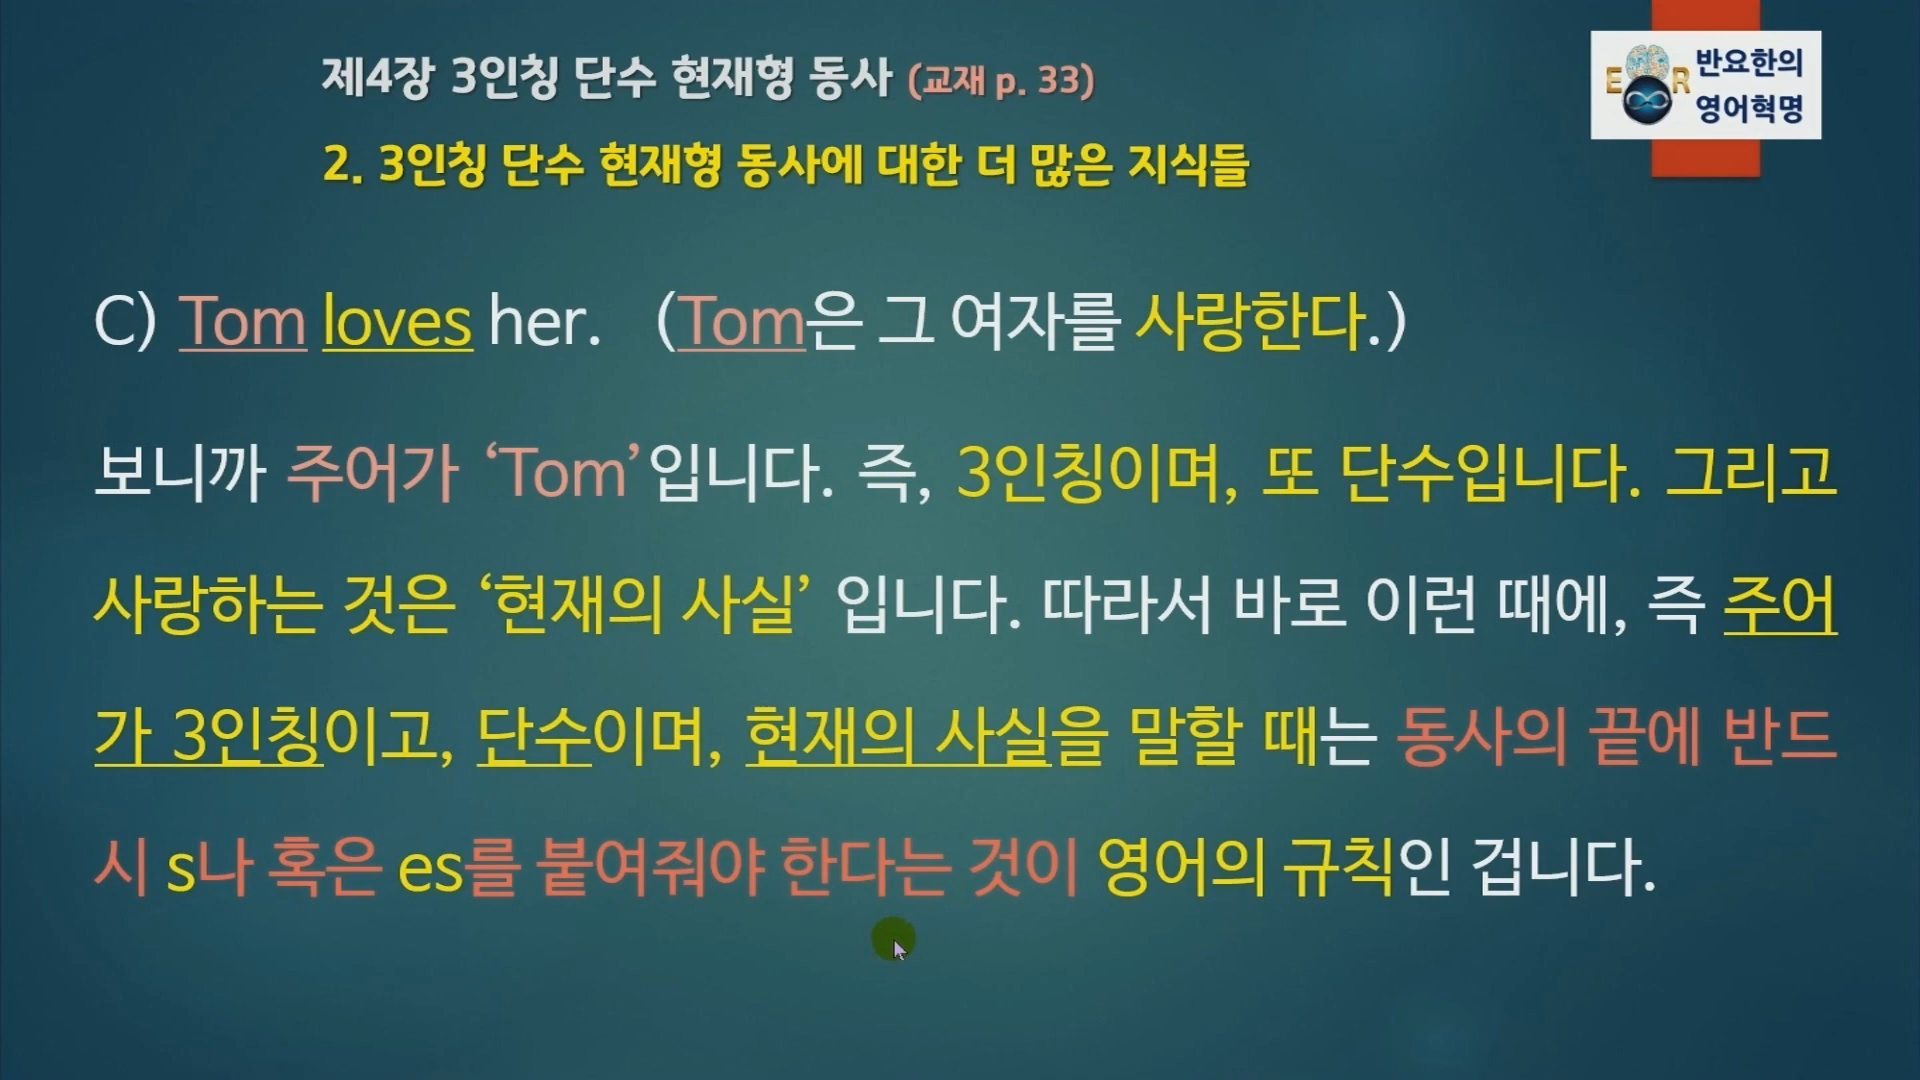 제4장 3인칭 단수 현재형 동사 (교재 p. 33)
E R 반요한의
영어혁명
2. 3인칭 단수 현재형 동사에 대한 더 많은 지식들
C) Tom loves her. (Tom은 그 여자를 사랑한다.)
보니까 주어가 ‘Tom’입니다. 즉, 3인칭이며, 또 단수입니다. 그리고
사랑하는 것은 ‘현재의 사실’ 입니다. 따라서 바로 이런 때에, 즉 주어
가 3인칭이고, 단수이며, 현재의 사실을 말할 때는 동사의 끝에 반드
시 s나 혹은 es를 붙여줘야 한다는 것이 영어의 규칙인 겁니다.